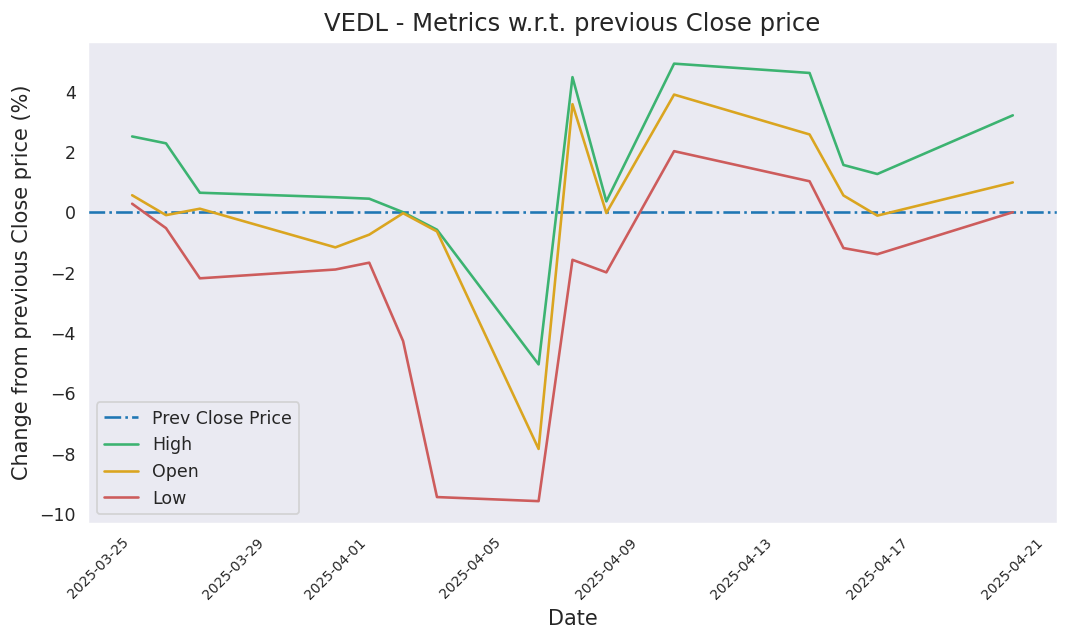 VEDL - Metrics w.r.t. previous Close price
Change from previous Close price (%)
4
2
0
−2
−4
−6
−8
−10
Prev Close Price
High
Open
Low
2025-03-25
2025-03-29
2025-04-01
2025-04-05
2025-04-09
2025-04-13
2025-04-17
2025-04-21
Date